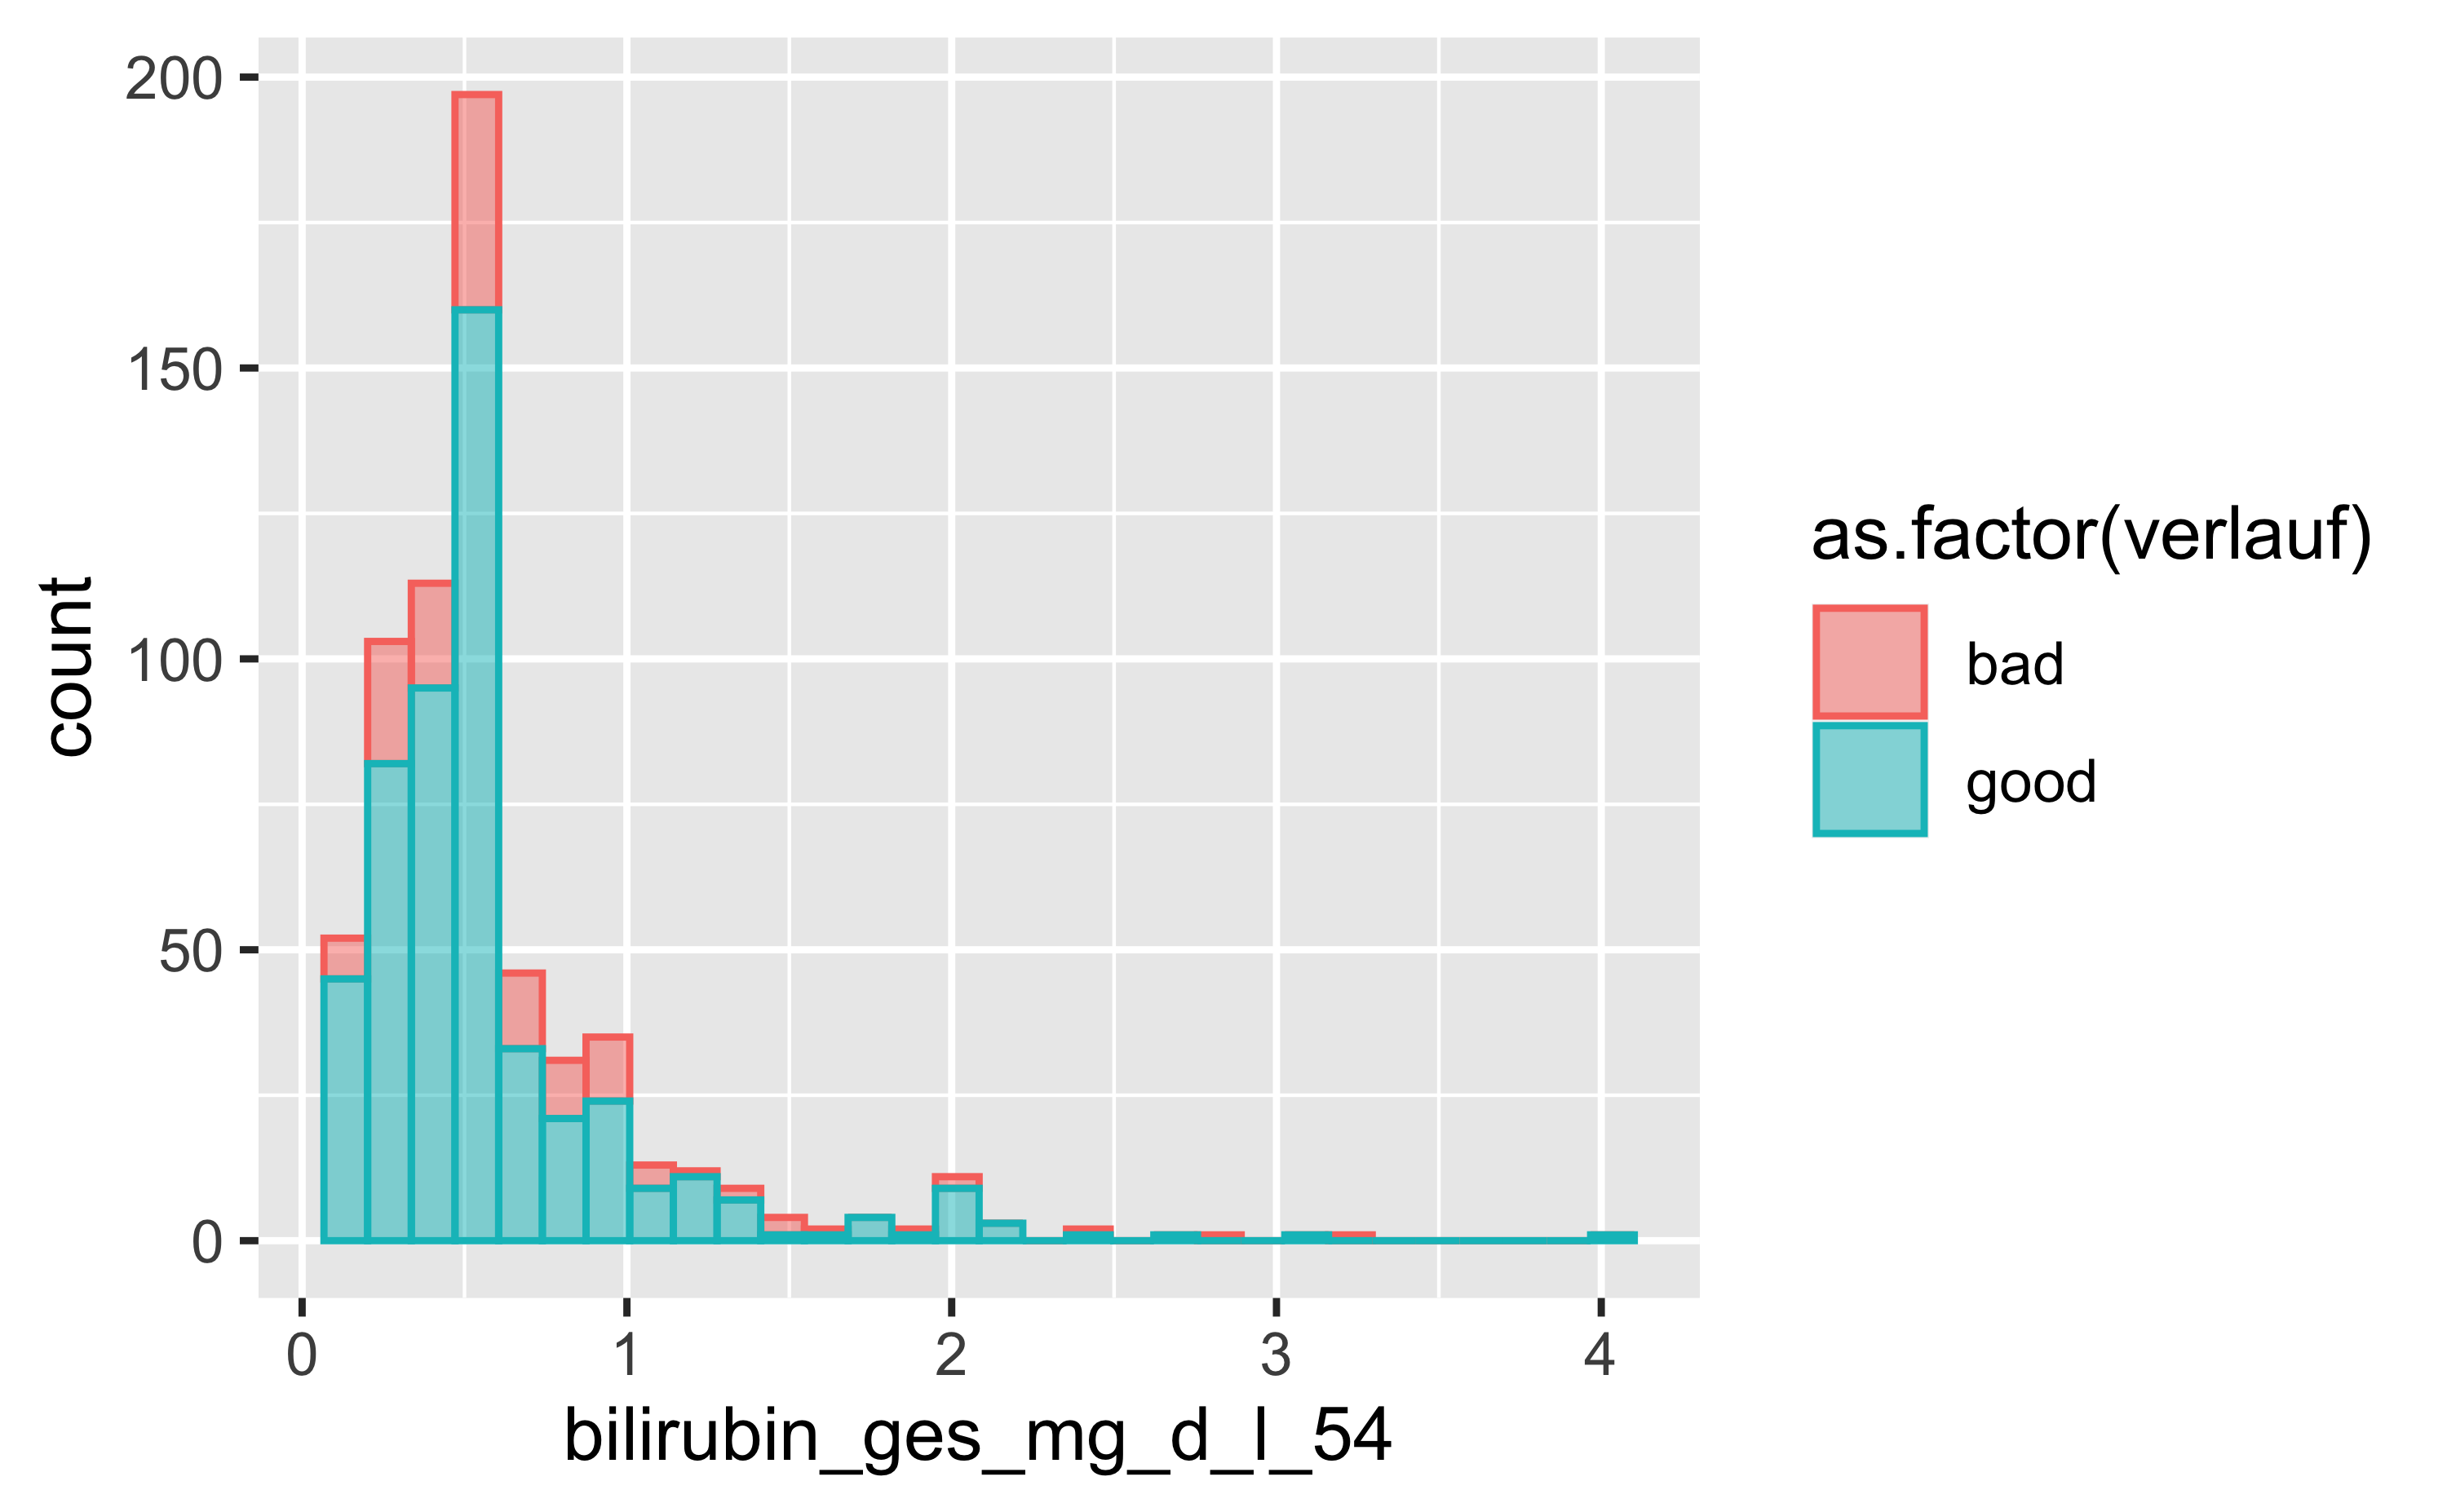 200
150
100
50
0
count
0 1 2 3 4
bilirubin_ges_mg_d_l_54
as.factor(verlauf)
bad
good